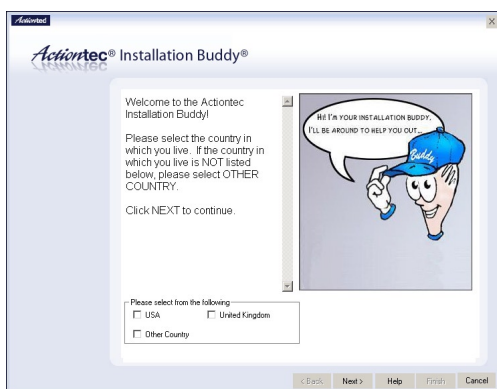 Actiontec
Actiontec® Installation Buddy®
Welcome to the Actiontec
Installation Buddy!
Please select the country in
which you live. If the country in
which you live is NOT listed
below, please select OTHER
COUNTRY.
Click NEXT to continue.
HI! I'M YOUR INSTALLATION BUDDY.
I'LL BE AROUND TO HELP YOU OUT...
Buddy
Please select from the following
USA
United Kingdom
Other Country
< Back
Next >
Help
Finish
Cancel